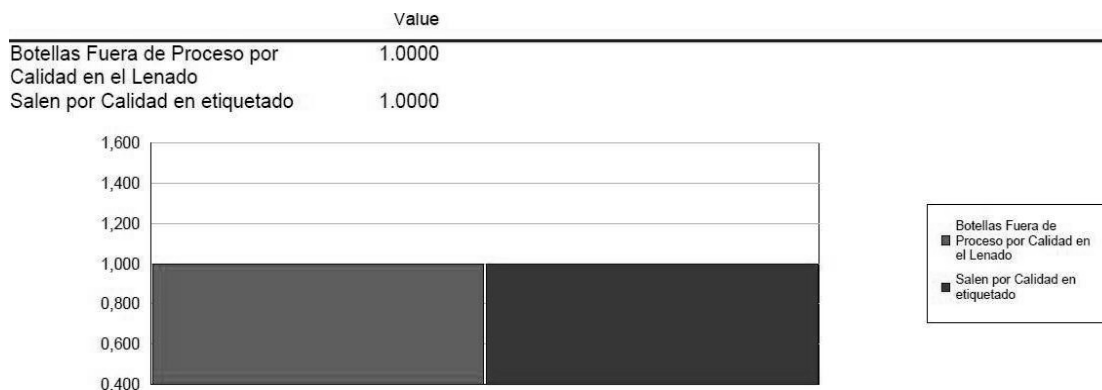 Value
Botellas Fuera de Proceso por 1.0000
Calidad en el Lenado
Salen por Calidad en etiquetado 1.0000
1,600
1,400
1,200
1,000
0,800
0,600
0.400
Botellas Fuera de
Proceso por Calidad en
el Lenado
Salen por Calidad en
etiquetado